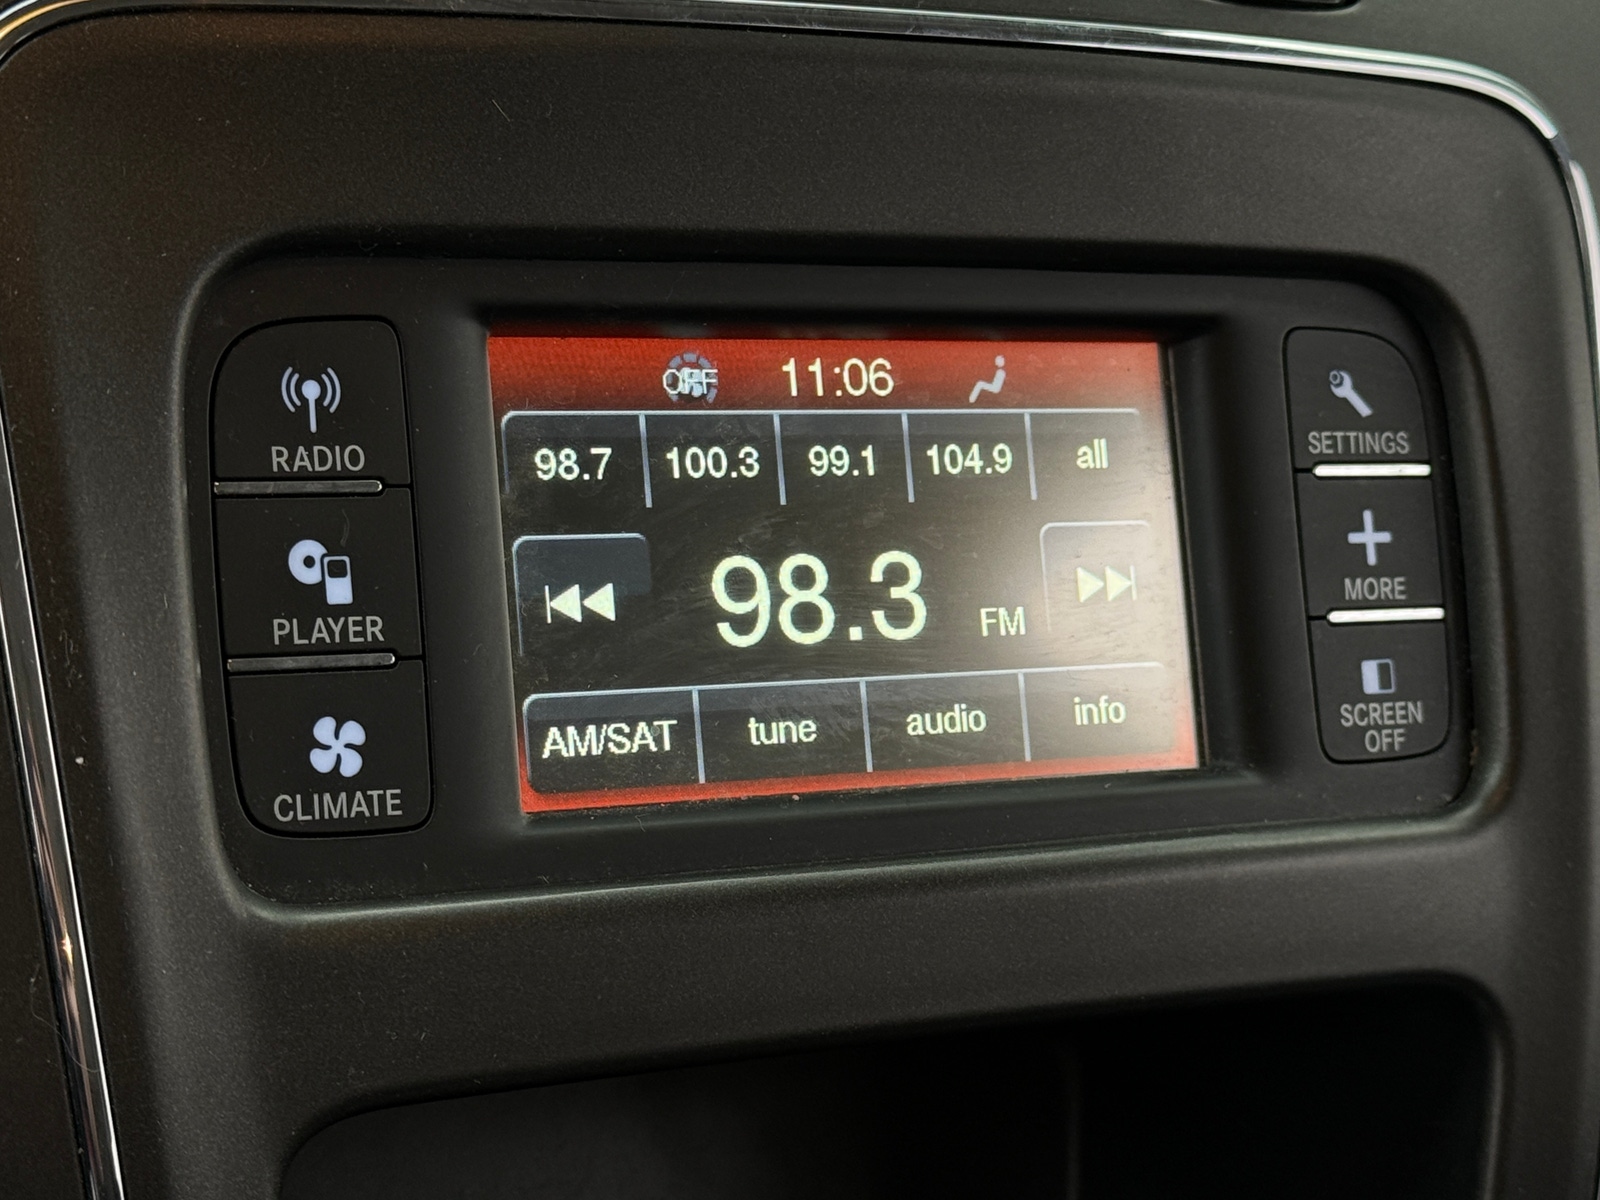 RADIO
PLAYER
CLIMATE
OFF 11:06
98.7 100.3 99.1 104.9 all
98.3 FM
AM/SAT tune audio info
SETTINGS
MORE
SCREEN
OFF